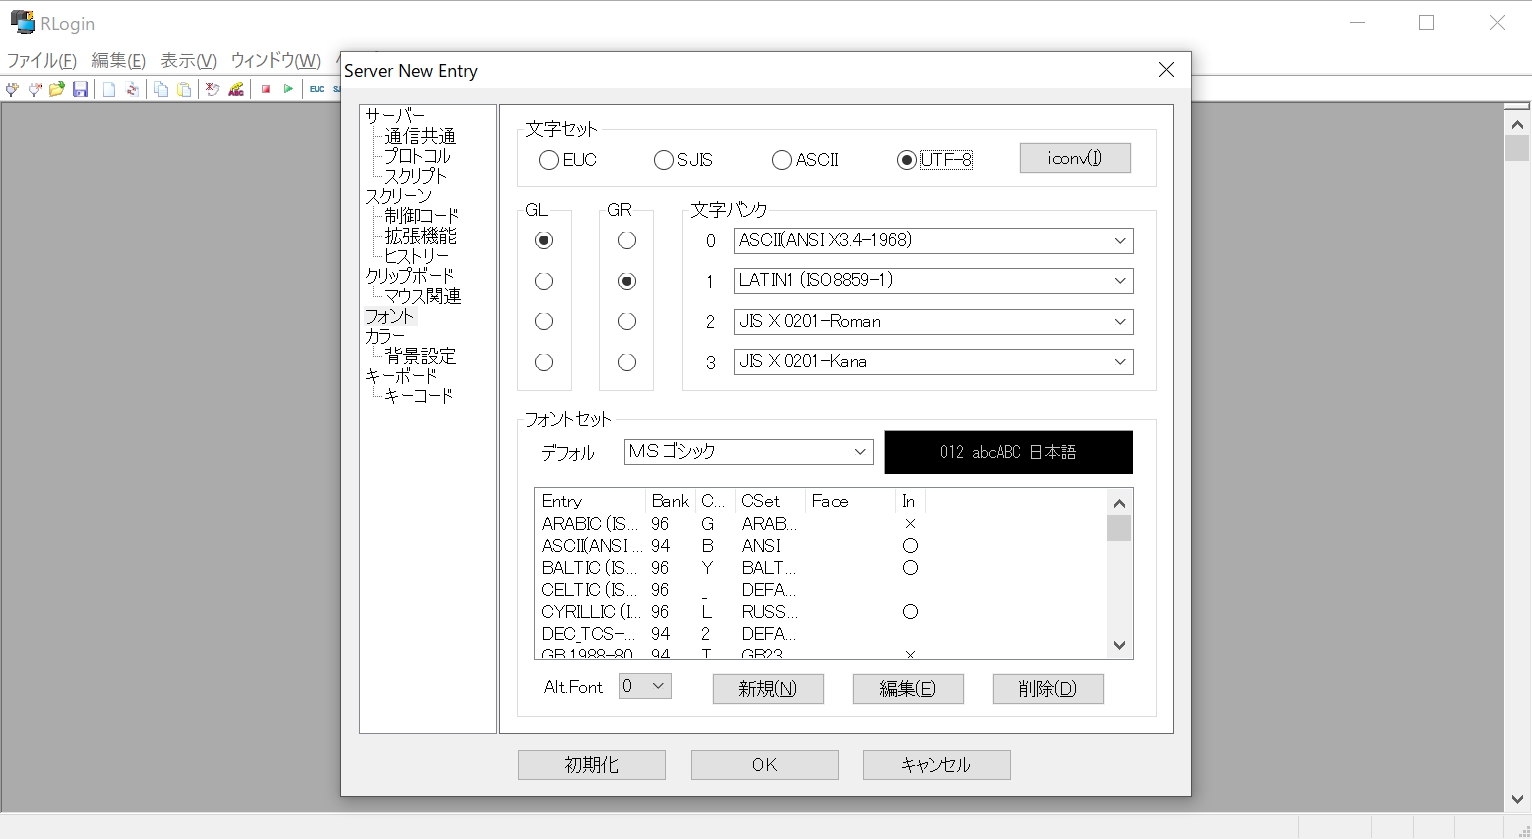 RLogin
ファイル(F) 編集(E) 表示(V) ウィンドウ(W)
Server New Entry
EUC
サーバー
通信共通
プロトコル
スクリプト
スクリーン
制御コード
拡張機能
ヒストリー
クリップボード
マウス関連
フォント
カラー
背景設定
キーボード
キーコード
文字セット
EUC SJIS ASCII UTF-8 iconv(I)
GL GR 文字バンク
0 ASCII(ANSI X3.4-1968)
1 LATIN1 (ISO8859-1)
2 JIS X 0201-Roman
3 JIS X 0201-Kana
フォントセット
デフォル MS ゴシック 012 abcABC 日本語
Entry Bank C... CSet Face In
ARABIC (IS... 96 G ARAB... ×
ASCII(ANSI ... 94 B ANSI ○
BALTIC (IS... 96 Y BALT... ○
CELTIC (IS... 96 _ DEFA...
CYRILLIC (I... 96 L RUSS... ○
DEC_TCS-... 94 2 DEFA...
GB 1988-80 94 T GB23 ×
Alt.Font 0 新規(N) 編集(E) 削除(D)
初期化 OK キャンセル